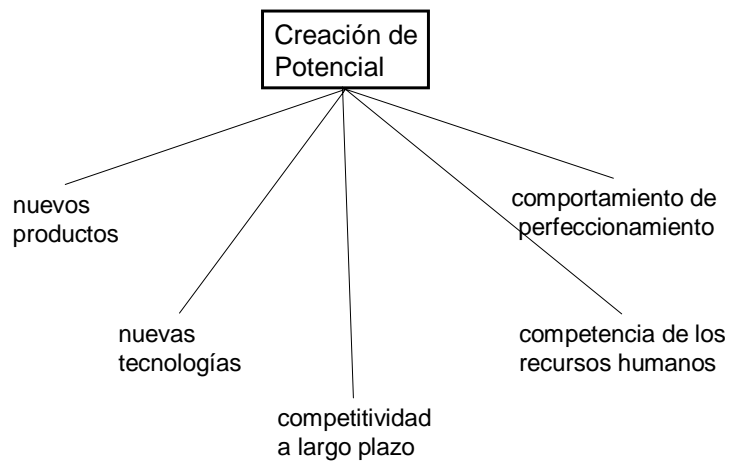 Creación de
Potencial
nuevos
productos
comportamiento de
perfeccionamiento
nuevas
tecnologías
competencia de los
recursos humanos
competitividad
a largo plazo